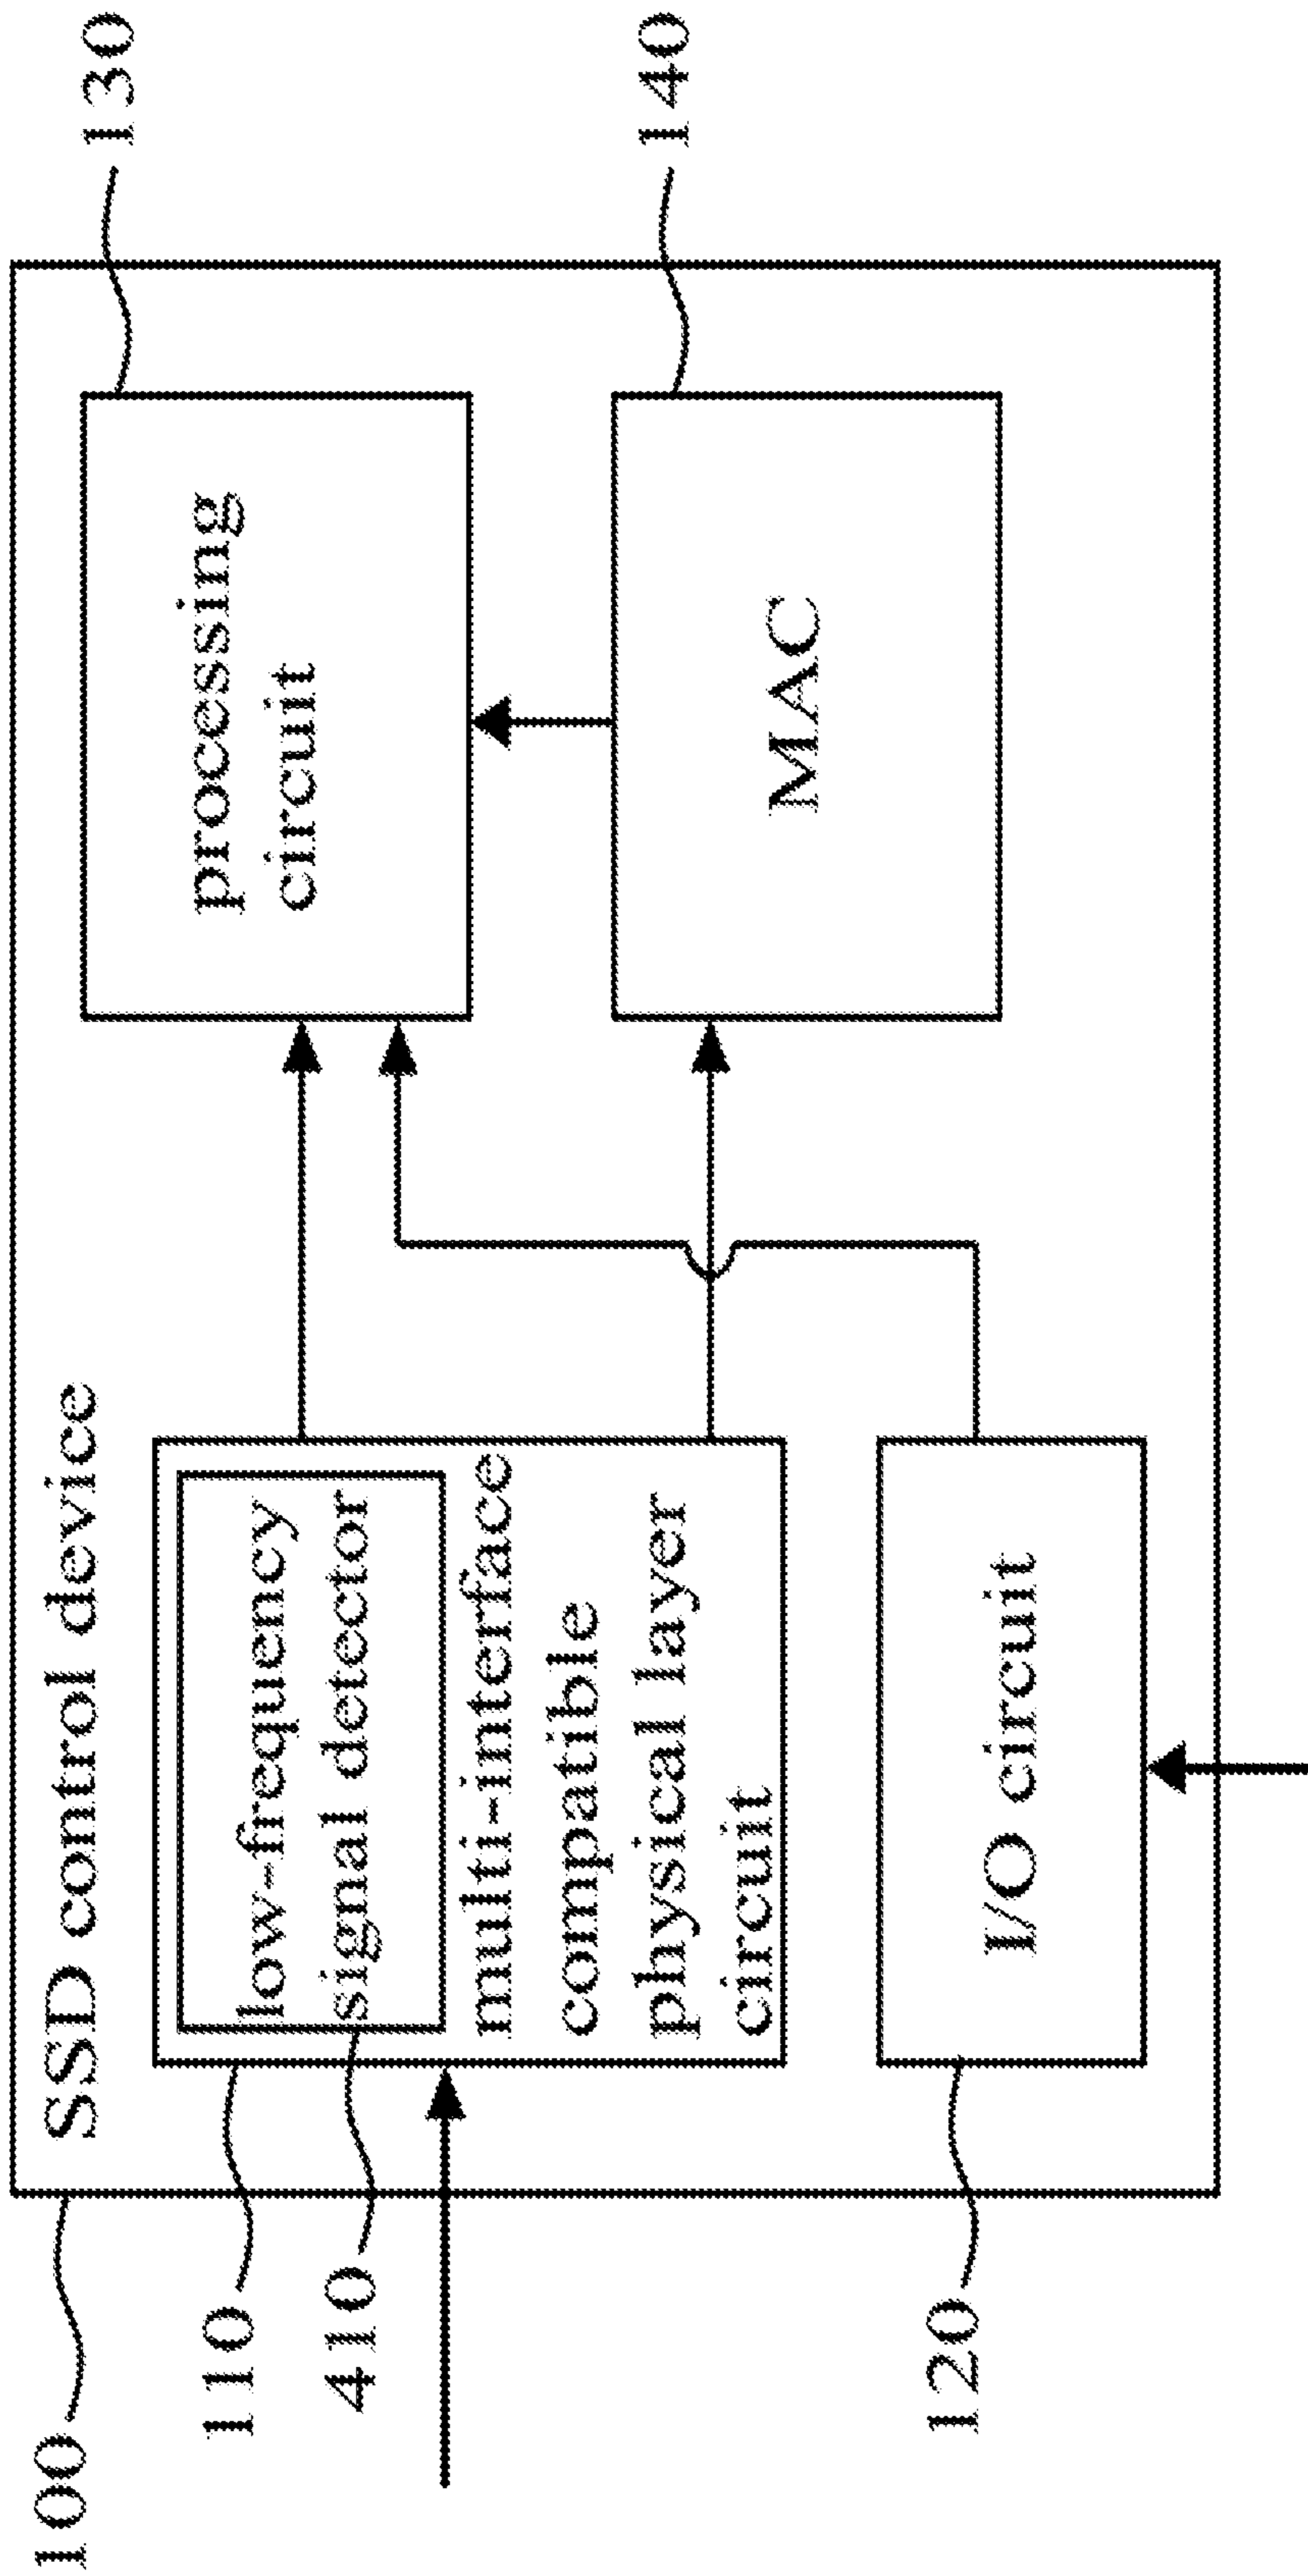 100
SSD control device
110
410
low-frequency
signal detector
multi-interface
compatible
physical layer
circuit
120
I/O circuit
processing
circuit
130
MAC
140